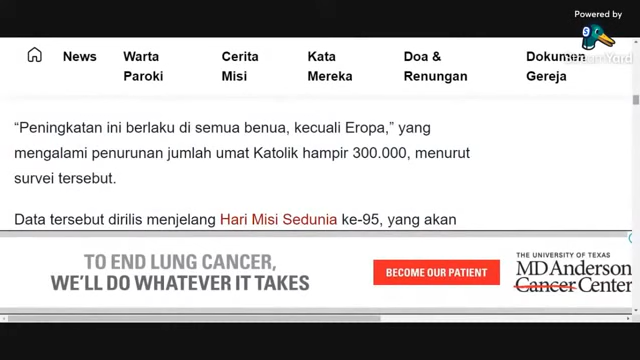 Powered by
StreamYard
News
Warta
Paroki
Cerita
Misi
Kata
Mereka
Doa &
Renungan
Dokumen
Gereja
“Peningkatan ini berlaku di semua benua, kecuali Eropa,” yang
mengalami penurunan jumlah umat Katolik hampir 300.000, menurut
survei tersebut.
Data tersebut dirilis menjelang Hari Misi Sedunia ke-95, yang akan
TO END LUNG CANCER,
WE'LL DO WHATEVER IT TAKES
BECOME OUR PATIENT
THE UNIVERSITY OF TEXAS
MD Anderson
Cancer Center